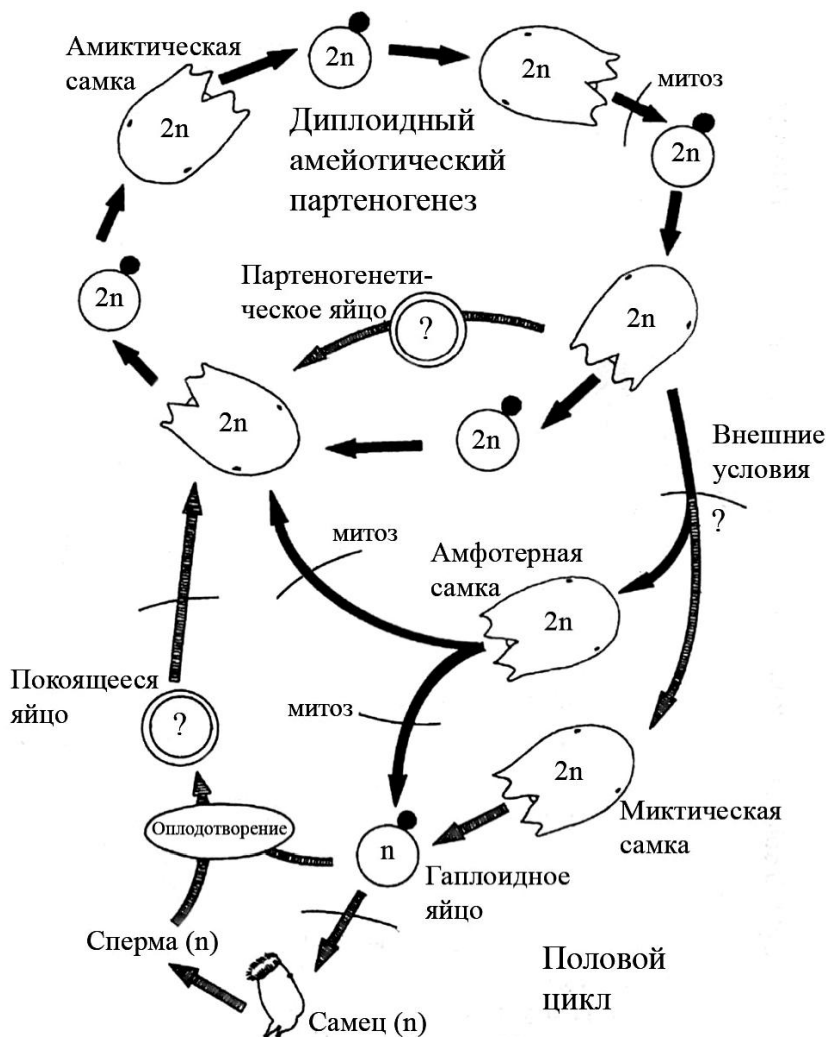 Амиктическая
самка
2n
2n
2n
митоз
2n
Диплоидный
амейотический
партеногенез
2n
Партеногенети-
ческое яйцо
?
2n
2n
2n
Внешние
условия
?
митоз
Амфотерная
самка
2n
Покоящееся
яйцо
?
митоз
2n
Миктическая
самка
Оплодотворение
n
Гаплоидное
яйцо
Сперма (n)
Самец (n)
Половой
цикл